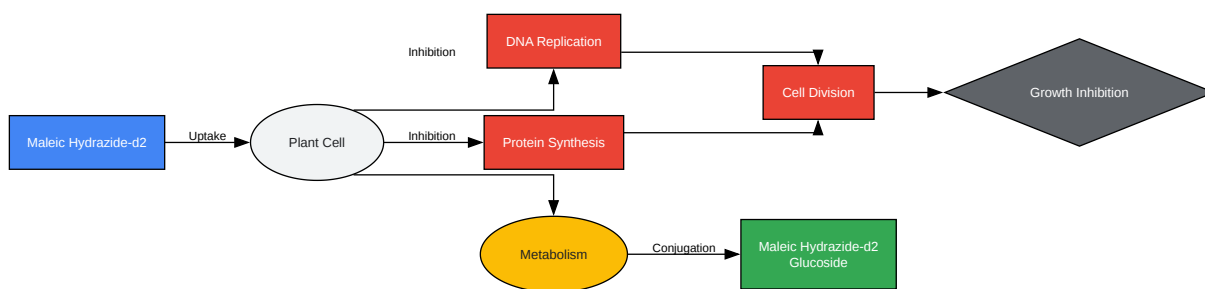 DNA Replication
Inhibition
Cell Division
Growth Inhibition
Maleic Hydrazide-d2
Uptake
Plant Cell
Inhibition
Protein Synthesis
Metabolism
Conjugation
Maleic Hydrazide-d2
Glucoside